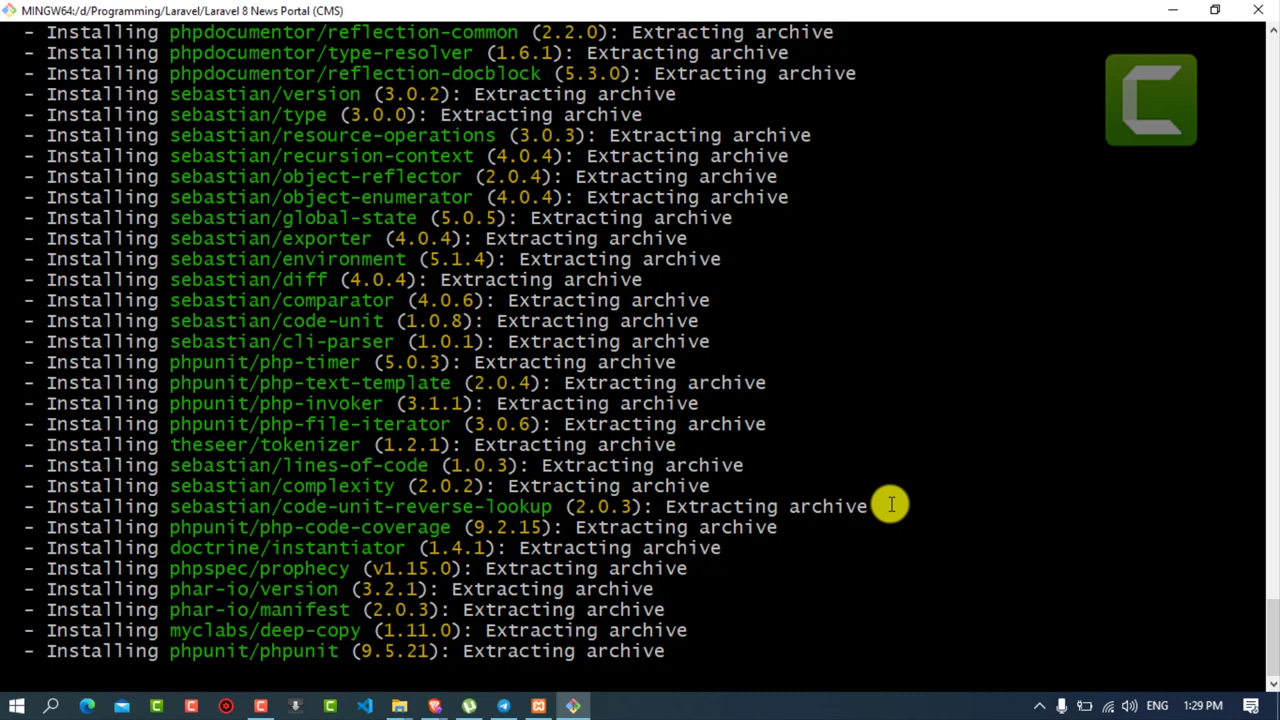 MINGW64:/d/Programming/Laravel/Laravel 8 News Portal (CMS)
- Installing phpdocumentor/reflection-common (2.2.0): Extracting archive
- Installing phpdocumentor/type-resolver (1.6.1): Extracting archive
- Installing phpdocumentor/reflection-docblock (5.3.0): Extracting archive
- Installing sebastian/version (3.0.2): Extracting archive
- Installing sebastian/type (3.0.0): Extracting archive
- Installing sebastian/resource-operations (3.0.3): Extracting archive
- Installing sebastian/recursion-context (4.0.4): Extracting archive
- Installing sebastian/object-reflector (2.0.4): Extracting archive
- Installing sebastian/object-enumerator (4.0.4): Extracting archive
- Installing sebastian/global-state (5.0.5): Extracting archive
- Installing sebastian/exporter (4.0.4): Extracting archive
- Installing sebastian/environment (5.1.4): Extracting archive
- Installing sebastian/diff (4.0.4): Extracting archive
- Installing sebastian/comparator (4.0.6): Extracting archive
- Installing sebastian/code-unit (1.0.8): Extracting archive
- Installing sebastian/cli-parser (1.0.1): Extracting archive
- Installing phpunit/php-timer (5.0.3): Extracting archive
- Installing phpunit/php-text-template (2.0.4): Extracting archive
- Installing phpunit/php-invoker (3.1.1): Extracting archive
- Installing phpunit/php-file-iterator (3.0.6): Extracting archive
- Installing theseer/tokenizer (1.2.1): Extracting archive
- Installing sebastian/lines-of-code (1.0.3): Extracting archive
- Installing sebastian/complexity (2.0.2): Extracting archive
- Installing sebastian/code-unit-reverse-lookup (2.0.3): Extracting archive
- Installing phpunit/php-code-coverage (9.2.15): Extracting archive
- Installing doctrine/instantiator (1.4.1): Extracting archive
- Installing phpspec/prophecy (v1.15.0): Extracting archive
- Installing phar-io/version (3.2.1): Extracting archive
- Installing phar-io/manifest (2.0.3): Extracting archive
- Installing myclabs/deep-copy (1.11.0): Extracting archive
- Installing phpunit/phpunit (9.5.21): Extracting archive
ENG 1:29 PM